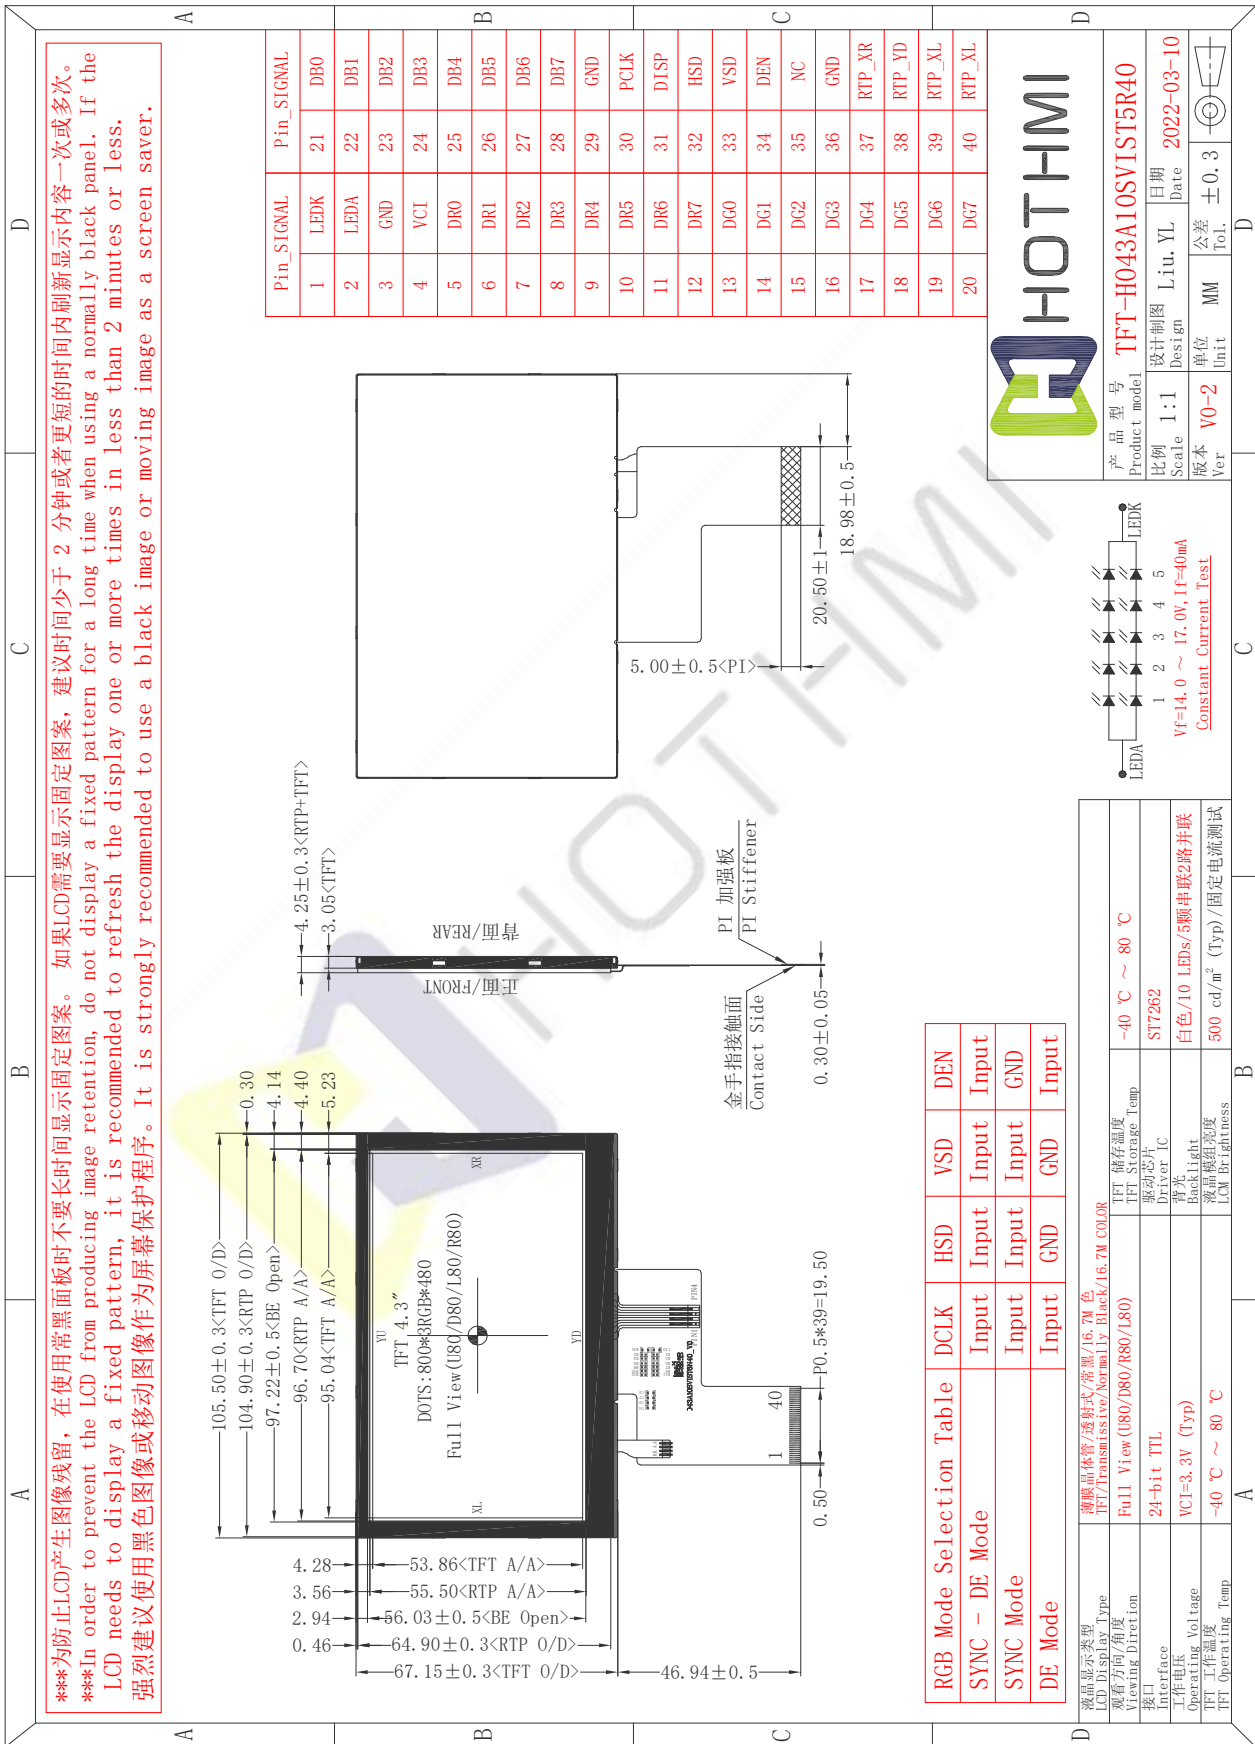 ***为防止LCD产生图像残留，在使用常黑面板时不要长时间显示固定图案。 如果LCD需要显示固定图案，建议时间少于 2 分钟或者更短的时间内刷新显示内容一次或多次。
***In order to prevent the LCD from producing image retention, do not display a fixed pattern for a long time when using a normally black panel. If the
LCD needs to display a fixed pattern, it is recommended to refresh the display one or more times in less than 2 minutes or less.
强烈建议使用黑色图像或移动图像作为屏幕保护程序。It is strongly recommended to use a black image or moving image as a screen saver.
A
B
C
D
A
B
C
D
A
B
C
D
A
B
C
D
105.50±0.3<TFT O/D>
104.90±0.3<RTP O/D>
0.30
97.22±0.5<BE Open>
4.14
96.70<RTP A/A>
4.40
95.04<TFT A/A>
5.23
4.28
53.86<TFT A/A>
3.56
55.50<RTP A/A>
2.94
56.03±0.5<BE Open>
0.46
64.90±0.3<RTP O/D>
67.15±0.3<TFT O/D>
46.94±0.5
YU
XL
XR
YD
TFT 4.3″
DOTS:800*3RGB*480
Full View(U80/D80/L80/R80)
PIN1
PIN4
1
40
0.50
P0.5*39=19.50
4.25±0.3<RTP+TFT>
3.05<TFT>
正面/FRONT
背面/REAR
金手指接触面
Contact Side
PI 加强板
PI Stiffener
0.30±0.05
5.00±0.5<PI>
20.50±1
18.98±0.5
Pin_SIGNAL Pin_SIGNAL
1 LEDK 21 DB0
2 LEDA 22 DB1
3 GND 23 DB2
4 VCI 24 DB3
5 DR0 25 DB4
6 DR1 26 DB5
7 DR2 27 DB6
8 DR3 28 DB7
9 DR4 29 GND
10 DR5 30 PCLK
11 DR6 31 DISP
12 DR7 32 HSD
13 DG0 33 VSD
14 DG1 34 DEN
15 DG2 35 NC
16 DG3 36 GND
17 DG4 37 RTP_XR
18 DG5 38 RTP_YD
19 DG6 39 RTP_XL
20 DG7 40 RTP_XL
RGB Mode Selection Table DCLK HSD VSD DEN
SYNC - DE Mode Input Input Input Input
SYNC Mode Input Input Input GND
DE Mode Input GND GND Input
液晶显示类型
LCD Display Type
薄膜晶体管/透射式/常黑/16.7M 色
TFT/Transmissive/Normally Black/16.7M COLOR
观看方向/角度
Viewing Diretion
Full View(U80/D80/R80/L80)
TFT 储存温度
TFT Storage Temp
-40 ℃ ～ 80 ℃
接口
Interface
24-bit TTL
驱动芯片
Driver IC
ST7262
工作电压
Operating Voltage
VCI=3.3V (Typ)
背光
Backlight
白色/10 LEDs/5颗串联2路并联
TFT 工作温度
TFT Operating Temp
-40 ℃ ～ 80 ℃
液晶模组亮度
LCM Brightness
500 cd/m² (Typ)/固定电流测试
LEDA
LEDK
1 2 3 4 5
Vf=14.0 ～ 17.0V,If=40mA
Constant Current Test
HOTHMI
产 品 型 号
Product model
TFT-H043A10SVIST5R40
比例
Scale
1:1
设计制图
Design
Liu.YL
日期
Date
2022-03-10
版本
Ver
V0-2
单位
Unit
MM
公差
Tol.
±0.3
HOTHMI